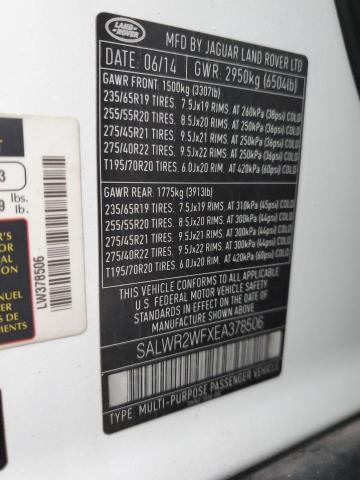 LAND
ROVER
MFD BY JAGUAR LAND ROVER LTD
DATE: 06/14 GWR: 2950kg (6504lb)
GAWR FRONT 1500kg (3307lb)
235/65R19 TIRES. 7.5Jx19 RIMS. AT 260kPa (38psi) COLD
255/55R20 TIRES. 8.5Jx20 RIMS. AT 250kPa (36psi) COLD
275/45R21 TIRES. 9.5Jx21 RIMS. AT 250kPa (36psi) COLD
275/40R22 TIRES. 9.5Jx22 RIMS. AT 250kPa (36psi) COLD
T195/70R20 TIRES. 6.0Jx20 RIM. AT 420kPa (60psi) COLD
GAWR REAR 1775kg (3913lb)
235/65R19 TIRES. 7.5Jx19 RIMS. AT 310kPa (45psi) COLD
255/55R20 TIRES. 8.5Jx20 RIMS. AT 300kPa (44psi) COLD
275/45R21 TIRES. 9.5Jx21 RIMS. AT 300kPa (44psi) COLD
275/40R22 TIRES. 9.5Jx22 RIMS. AT 300kPa (44psi) COLD
T195/70R20 TIRES. 6.0Jx20 RIM. AT 420kPa (60psi) COLD
THIS VEHICLE CONFORMS TO ALL APPLICABLE
U.S. FEDERAL MOTOR VEHICLE SAFETY AND
THEFT PREVENTION STANDARDS IN EFFECT ON THE
DATE OF MANUFACTURE SHOWN ABOVE
SALWR2WFXEA378506
TYPE: MULTI-PURPOSE PASSENGER VEHICLE
3
9 lbs.
lb.
LW378506